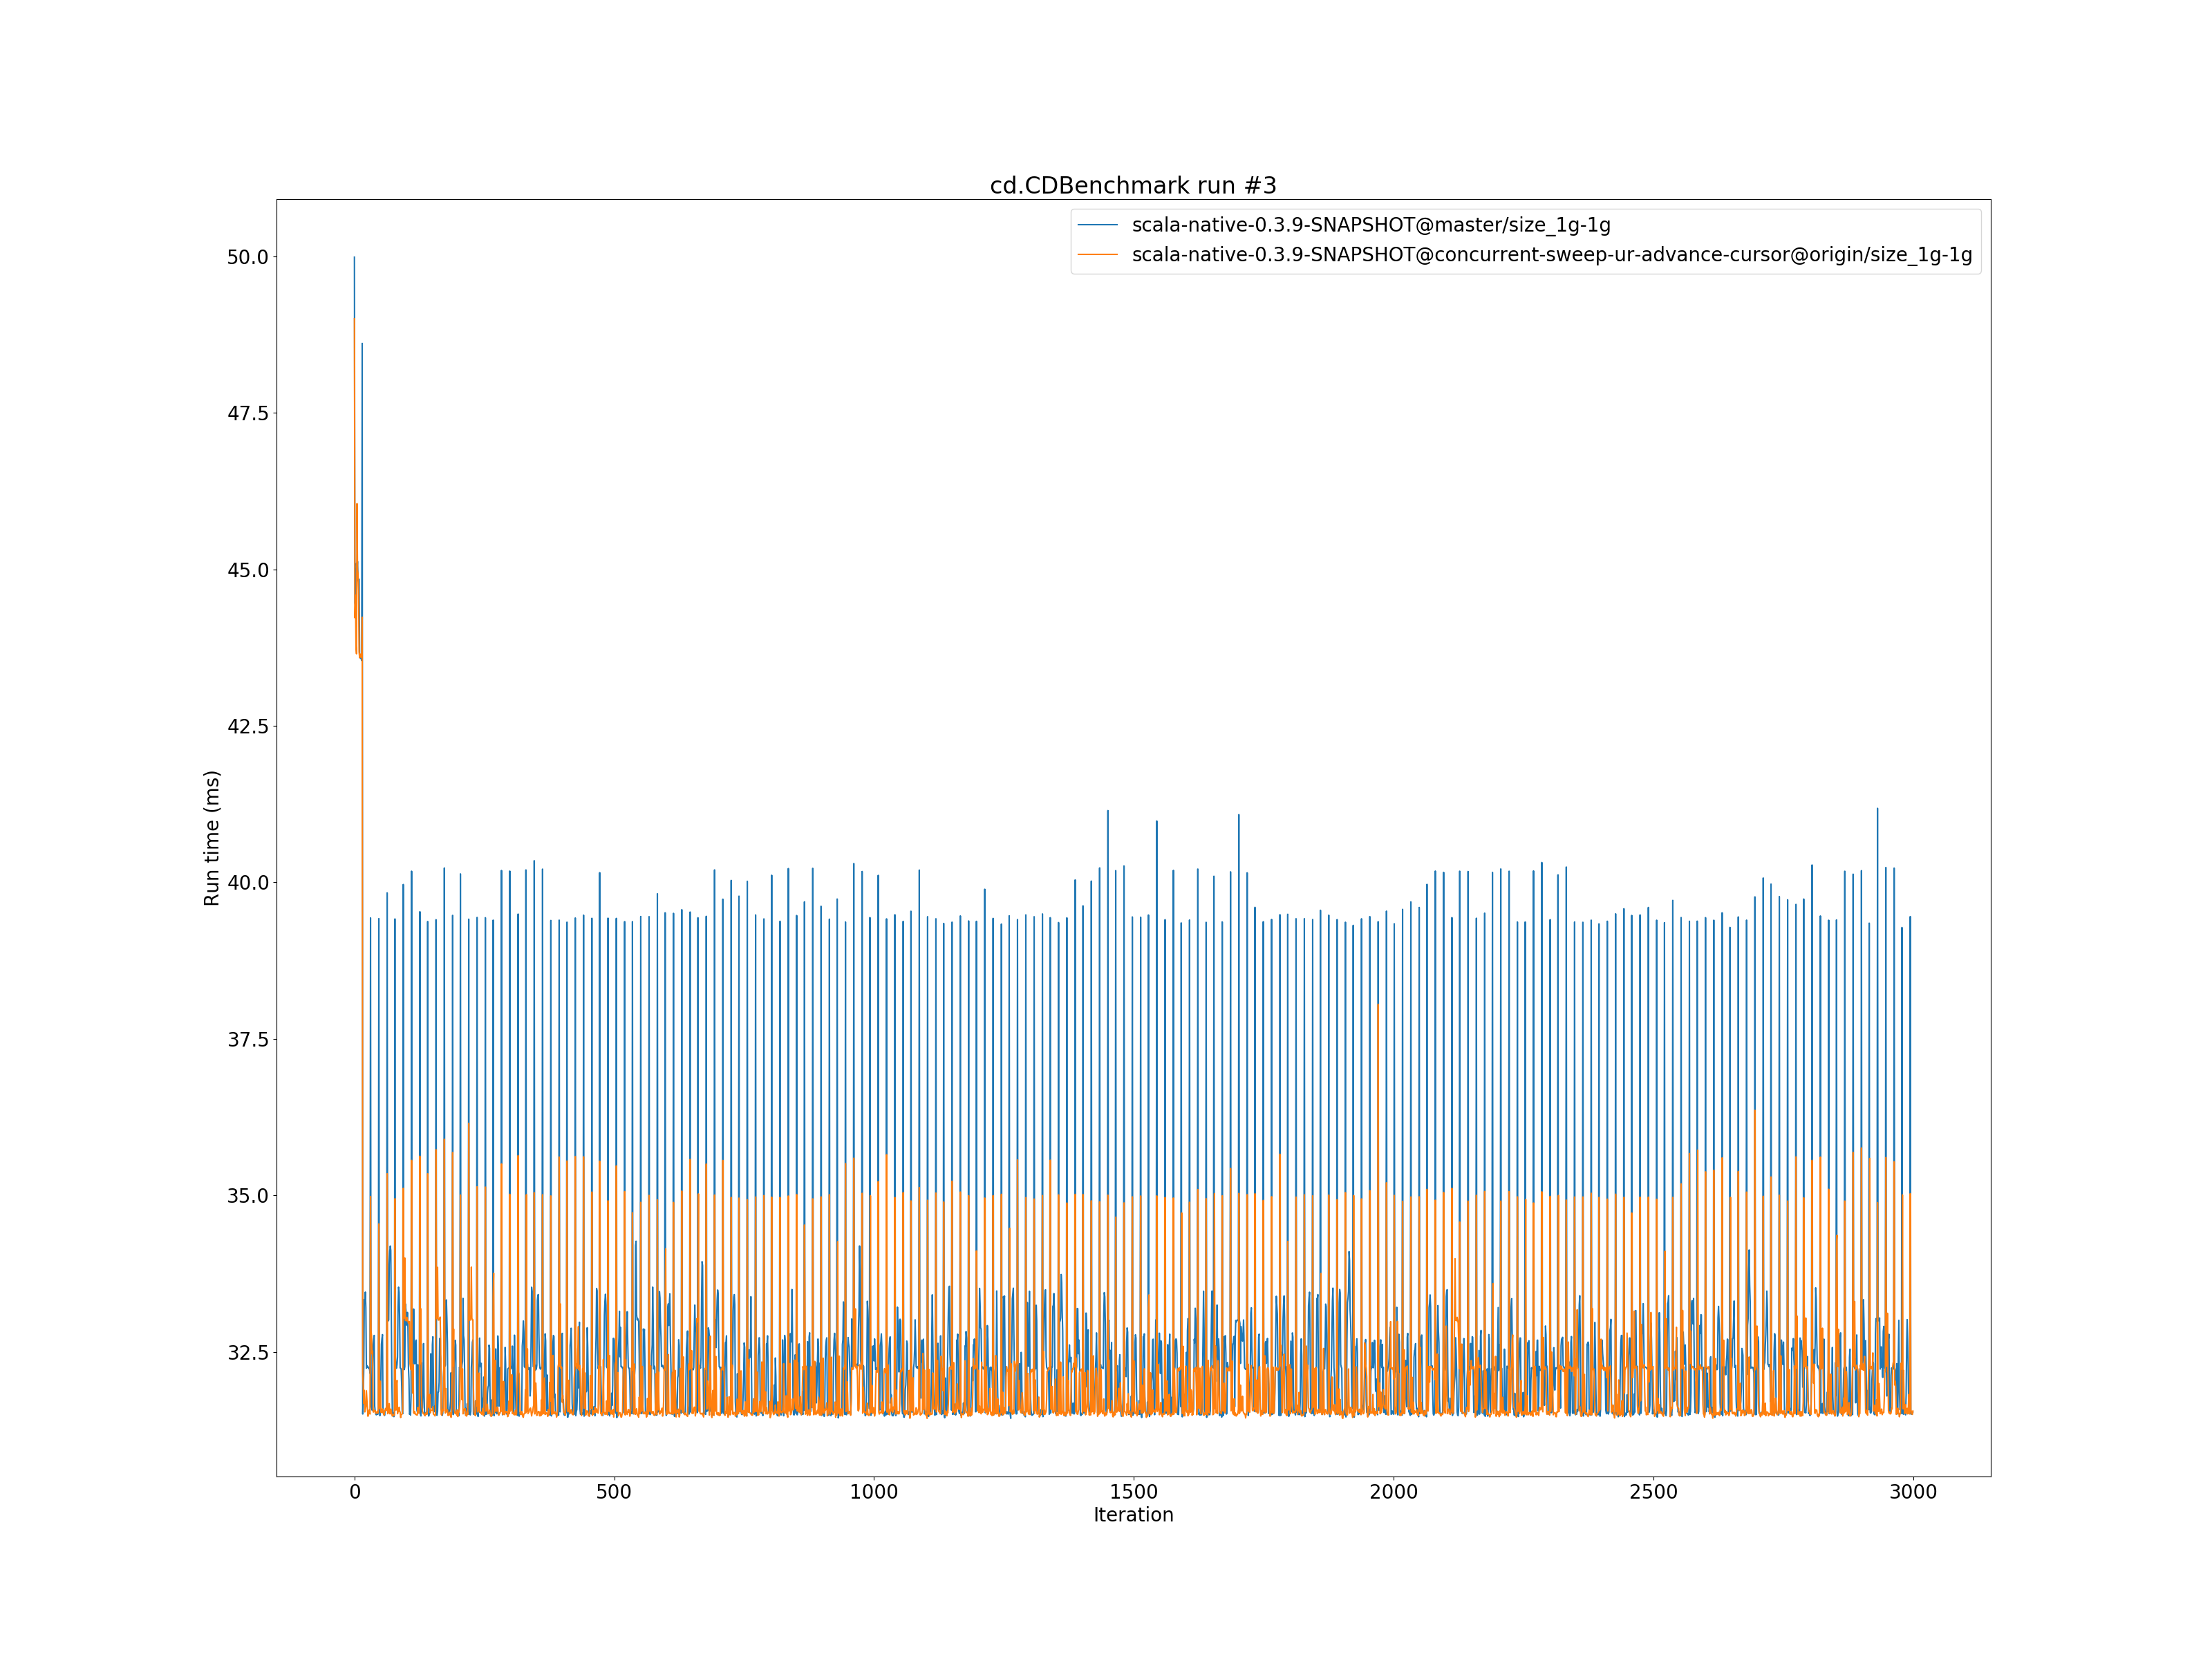 cd.CDBenchmark run #3
scala-native-0.3.9-SNAPSHOT@master/size_1g-1g
scala-native-0.3.9-SNAPSHOT@concurrent-sweep-ur-advance-cursor@origin/size_1g-1g
50.0
47.5
45.0
42.5
40.0
37.5
35.0
32.5
Run time (ms)
0 500 1000 1500 2000 2500 3000
Iteration